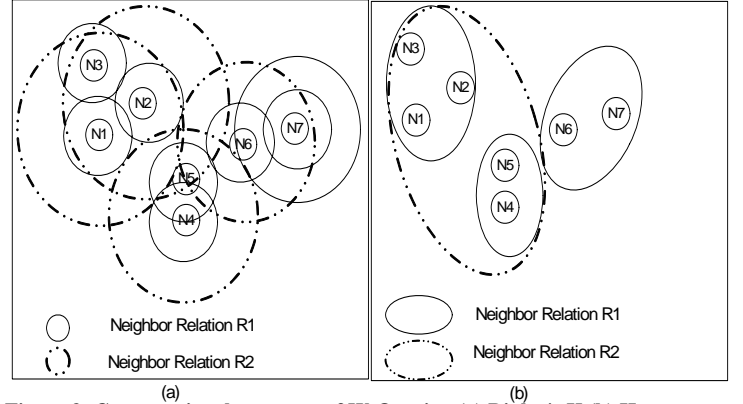 N3
N2
N1
N6
N7
N5
N4
Neighbor Relation R1
Neighbor Relation R2
(a)
N3
N2
N1
N6
N7
N5
N4
Neighbor Relation R1
Neighbor Relation R2
(b)